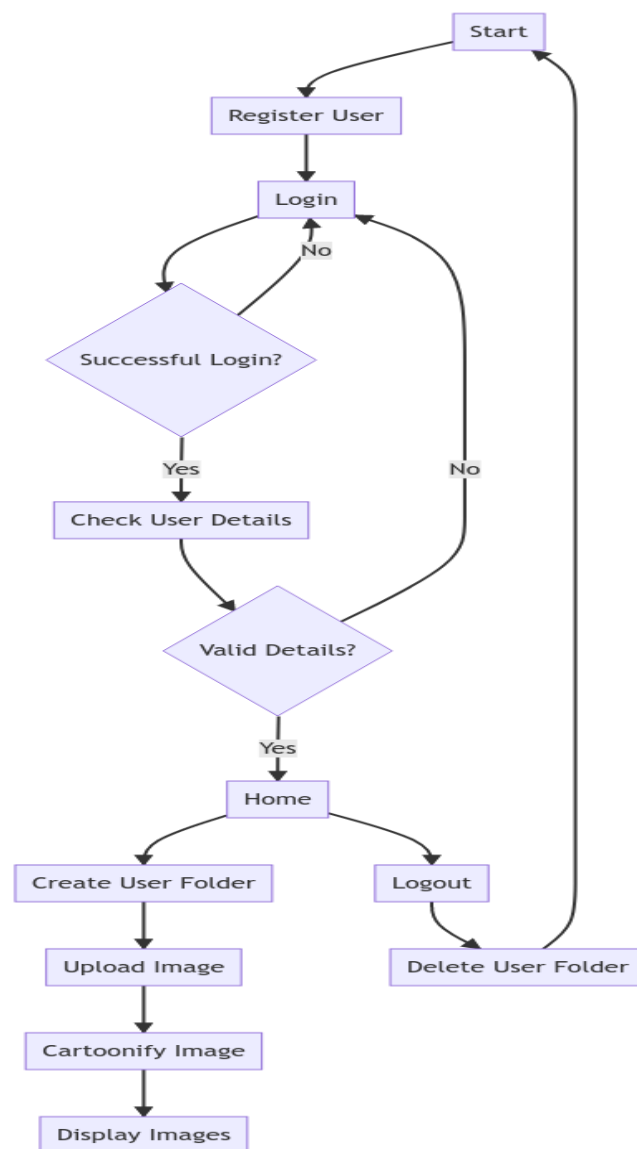 Start
Register User
Login
No
Successful Login?
Yes
No
Check User Details
Valid Details?
Yes
Home
Create User Folder
Logout
Upload Image
Delete User Folder
Cartoonify Image
Display Images